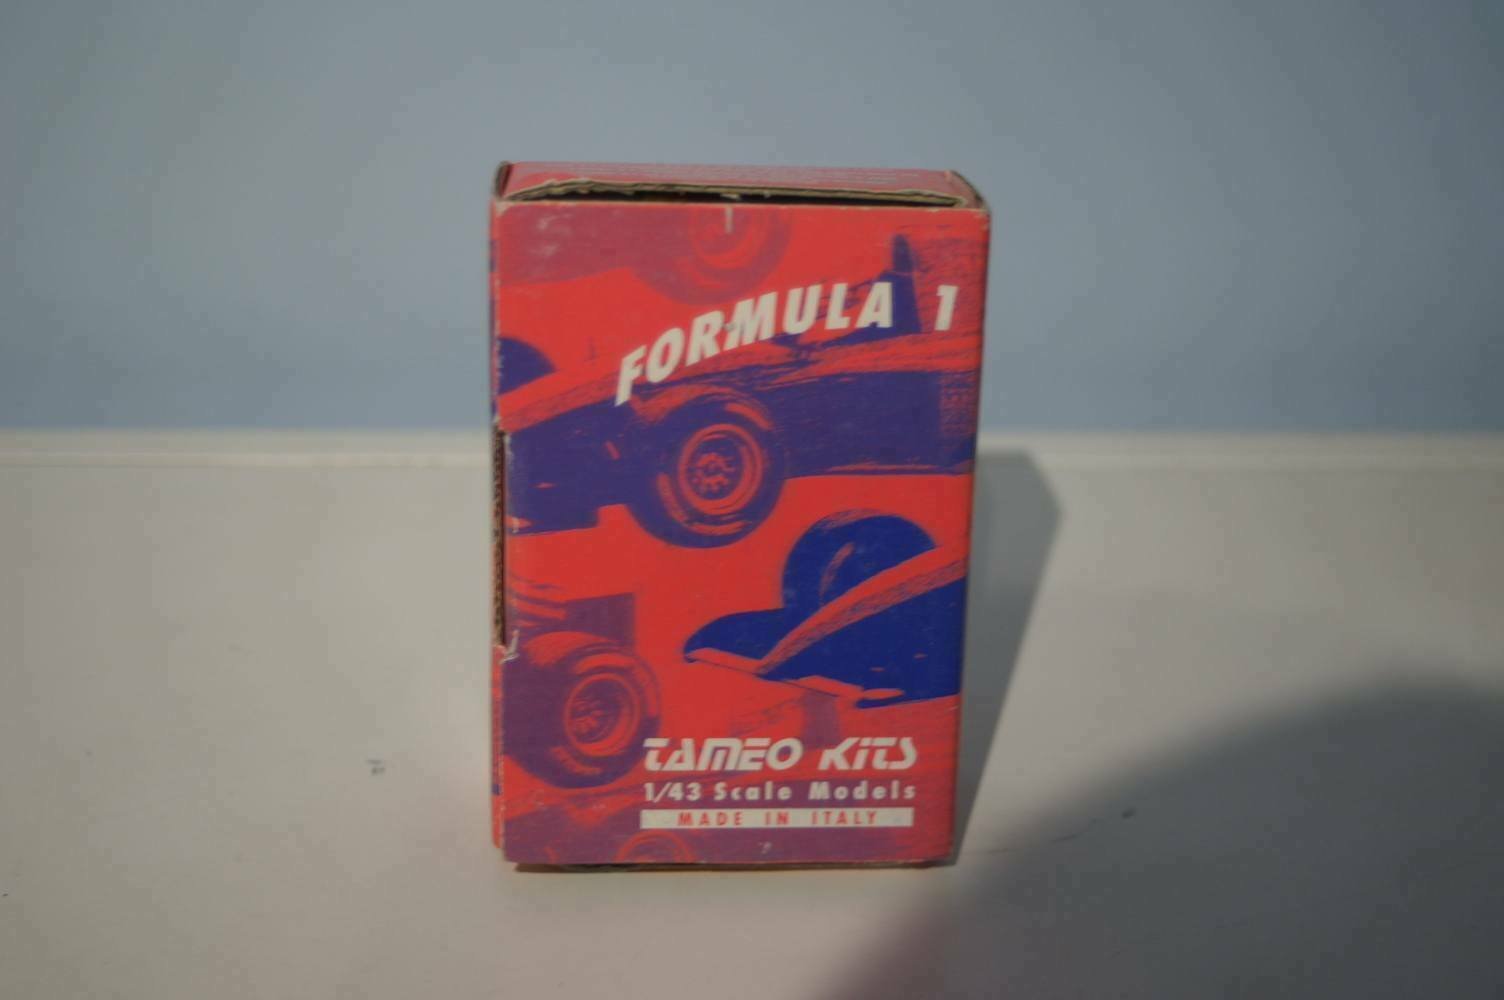 FORMULA 1
TAMEO KITS
1/43 Scale Models
MADE IN ITALY